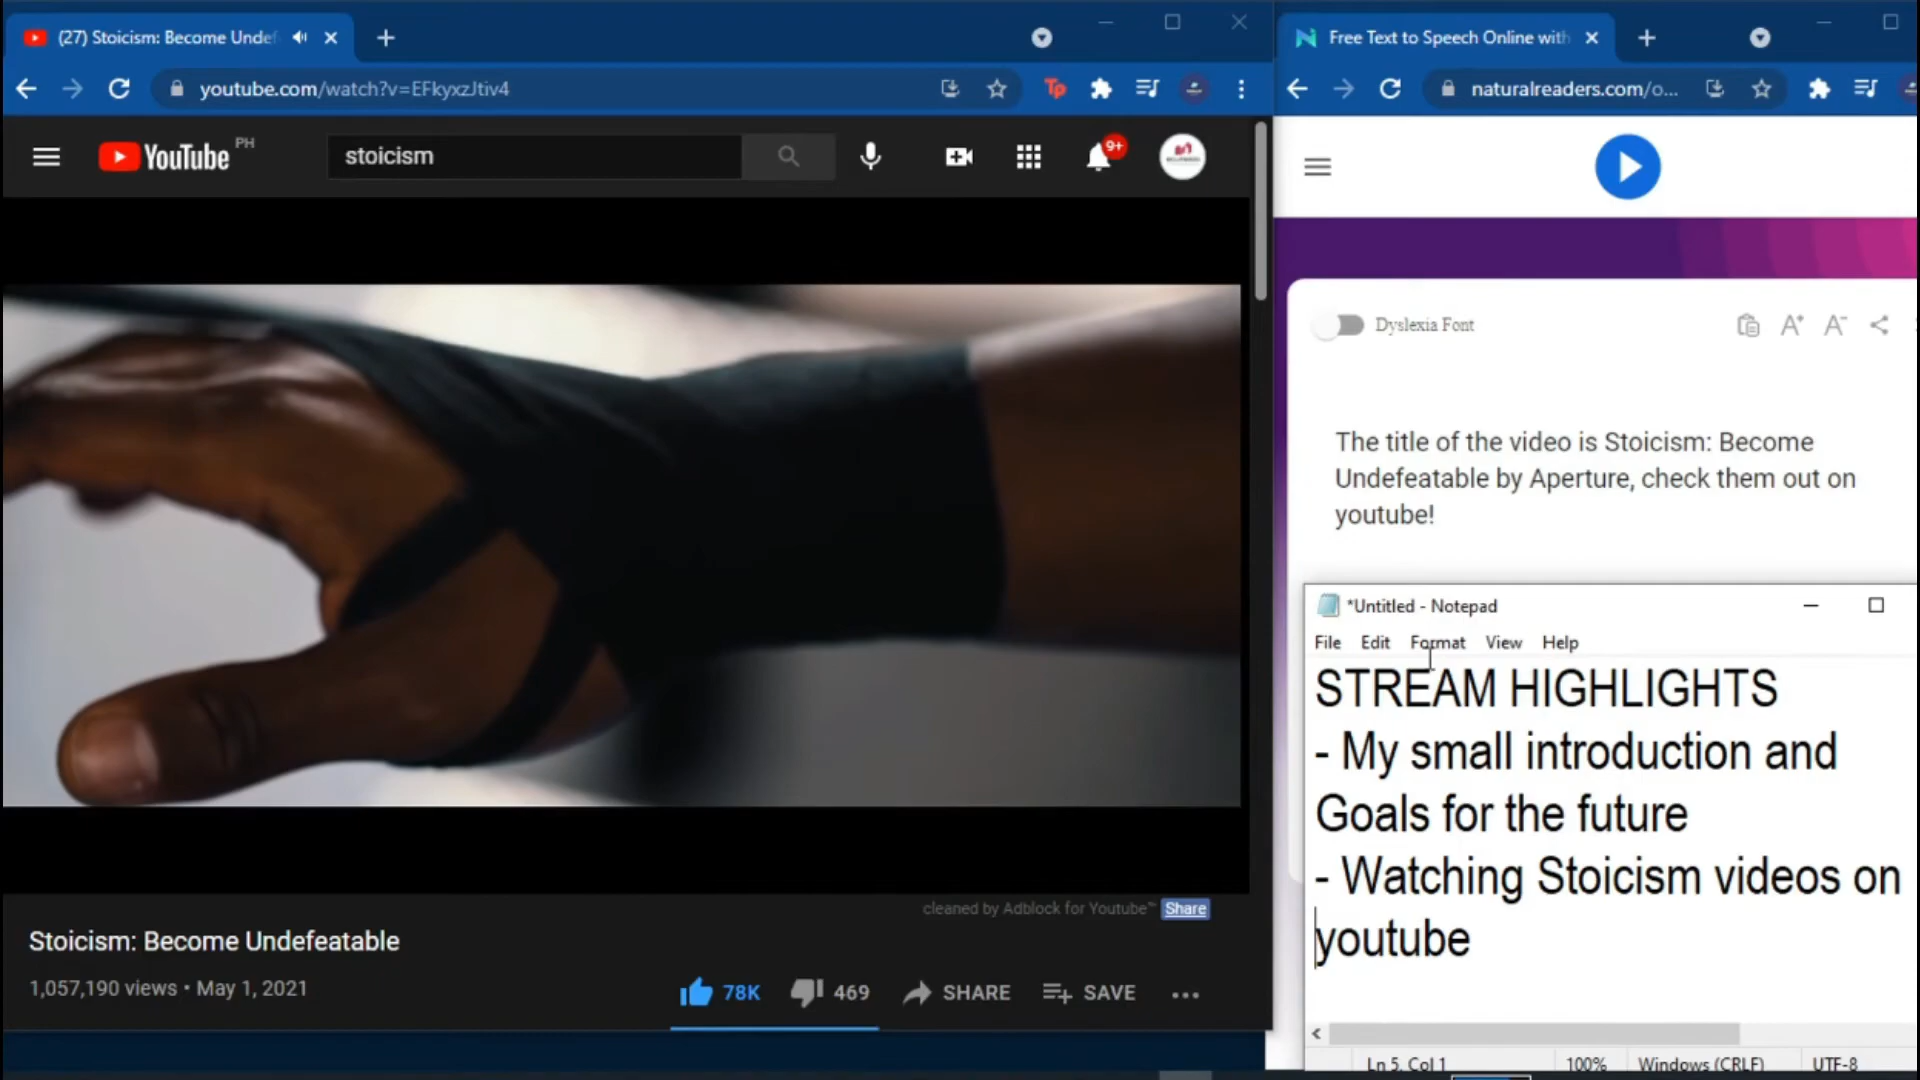 (27) Stoicism: Become Undef
youtube.com/watch?v=EFkyxzJtiv4
YouTube PH
stoicism
9+
cleaned by Adblock for Youtube™ Share
Stoicism: Become Undefeatable
1,057,190 views • May 1, 2021
78K 469 SHARE SAVE
Free Text to Speech Online with
naturalreaders.com/o...
Dyslexia Font
A+ A-
The title of the video is Stoicism: Become
Undefeatable by Aperture, check them out on
youtube!
*Untitled - Notepad
File Edit Format View Help
STREAM HIGHLIGHTS
- My small introduction and
Goals for the future
- Watching Stoicism videos on
youtube
Ln 5, Col 1 100% Windows (CRLF) UTF-8